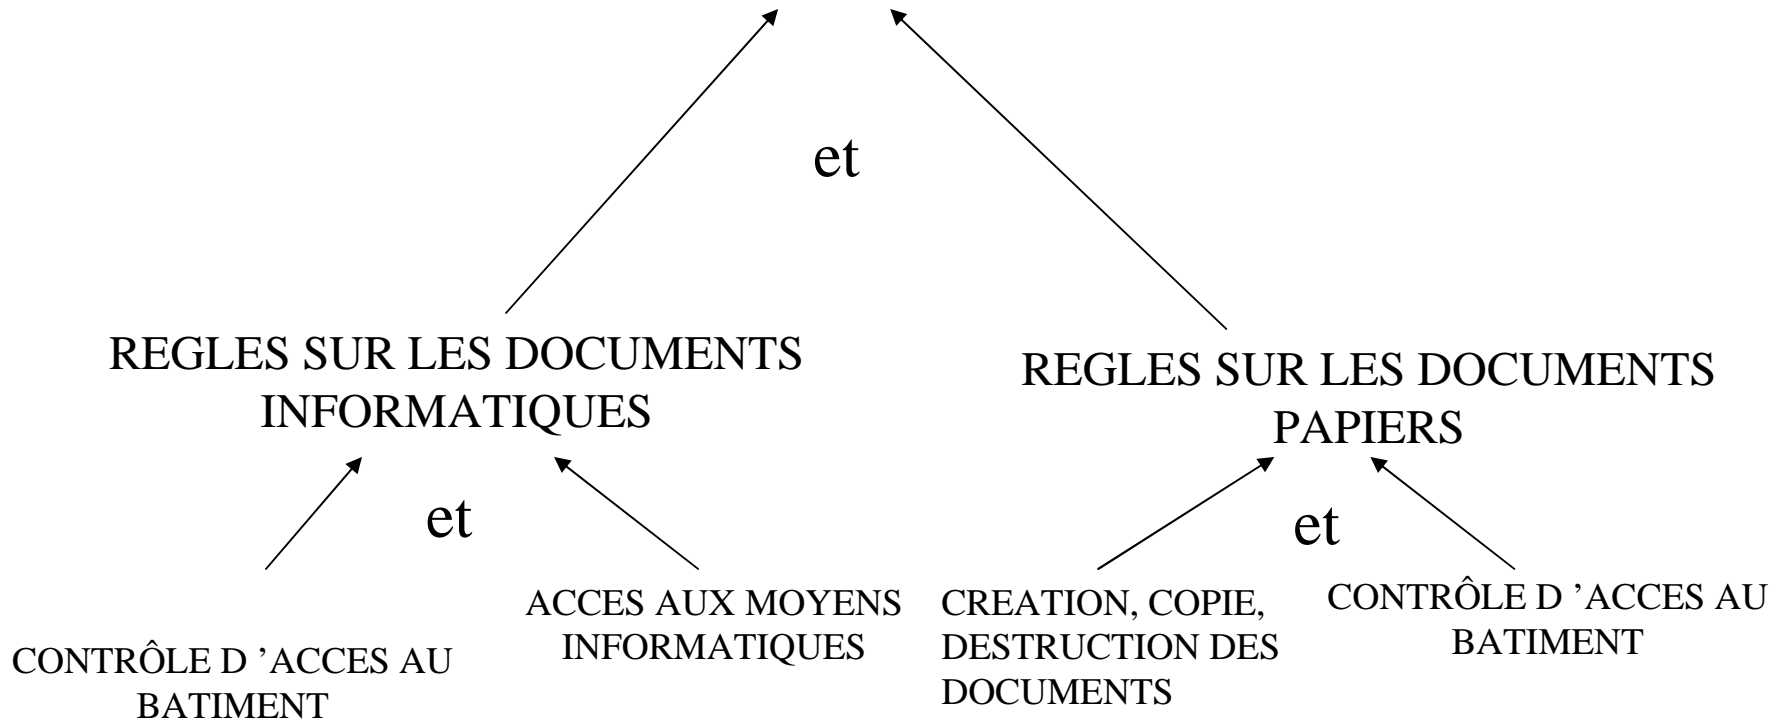 et
REGLES SUR LES DOCUMENTS
INFORMATIQUES
REGLES SUR LES DOCUMENTS
PAPIERS
et
et
CONTRÔLE D ’ACCES AU
BATIMENT
ACCES AUX MOYENS
INFORMATIQUES
CREATION, COPIE,
DESTRUCTION DES
DOCUMENTS
CONTRÔLE D ’ACCES AU
BATIMENT